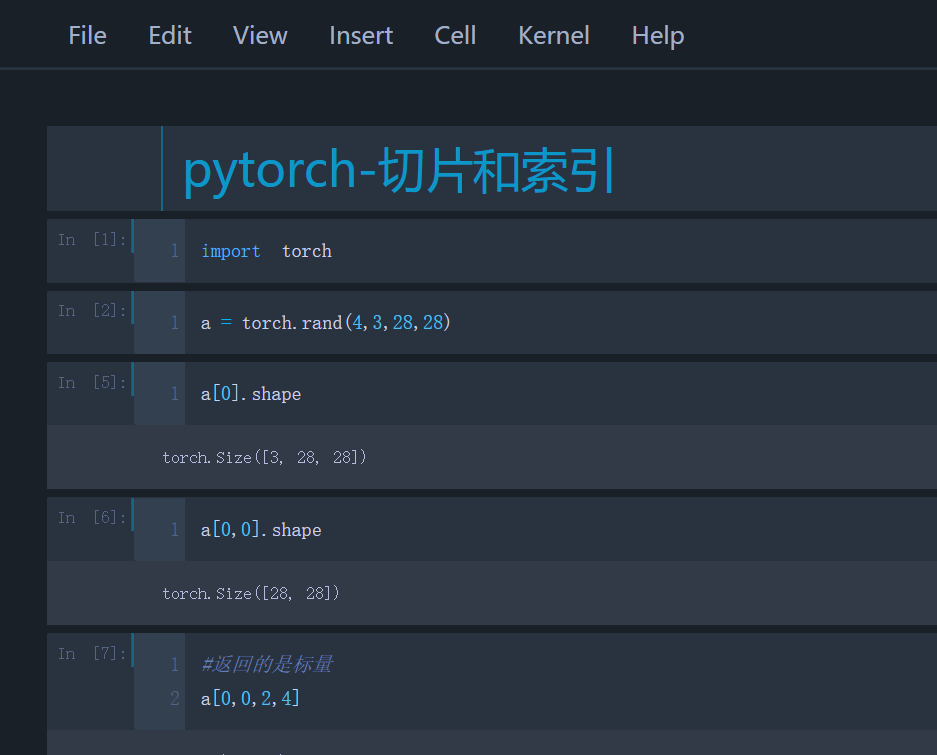 File Edit View Insert Cell Kernel Help
pytorch-切片和索引
In [1]: 1 import torch
In [2]: 1 a = torch.rand(4,3,28,28)
In [5]: 1 a[0].shape
torch.Size([3, 28, 28])
In [6]: 1 a[0,0].shape
torch.Size([28, 28])
In [7]: 1 #返回的是标量
2 a[0,0,2,4]